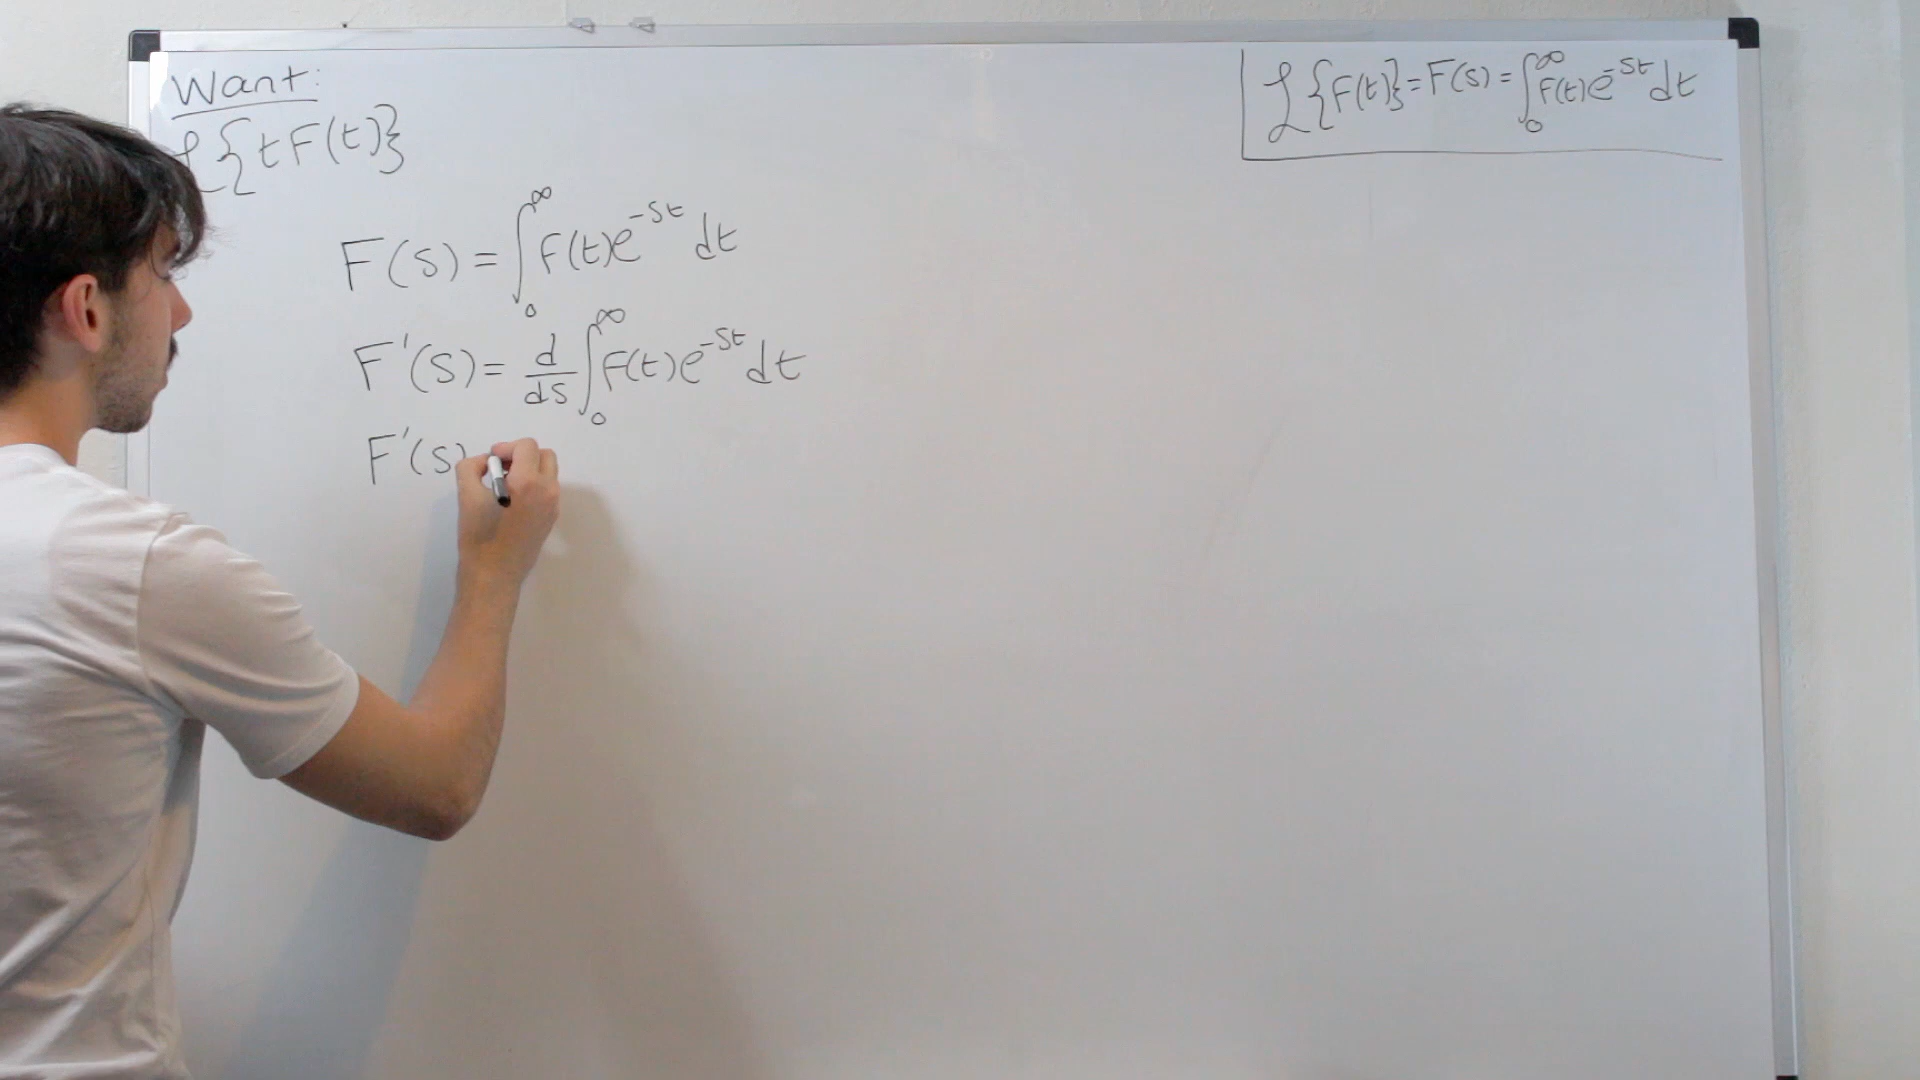 Want:
ℒ{tF(t)}
ℒ{F(t)}=F(s)=∫₀^∞ F(t)e^-st dt
F(s) = ∫₀^∞ F(t)e^-st dt
F'(s) = d/ds ∫₀^∞ F(t)e^-st dt
F'(s)